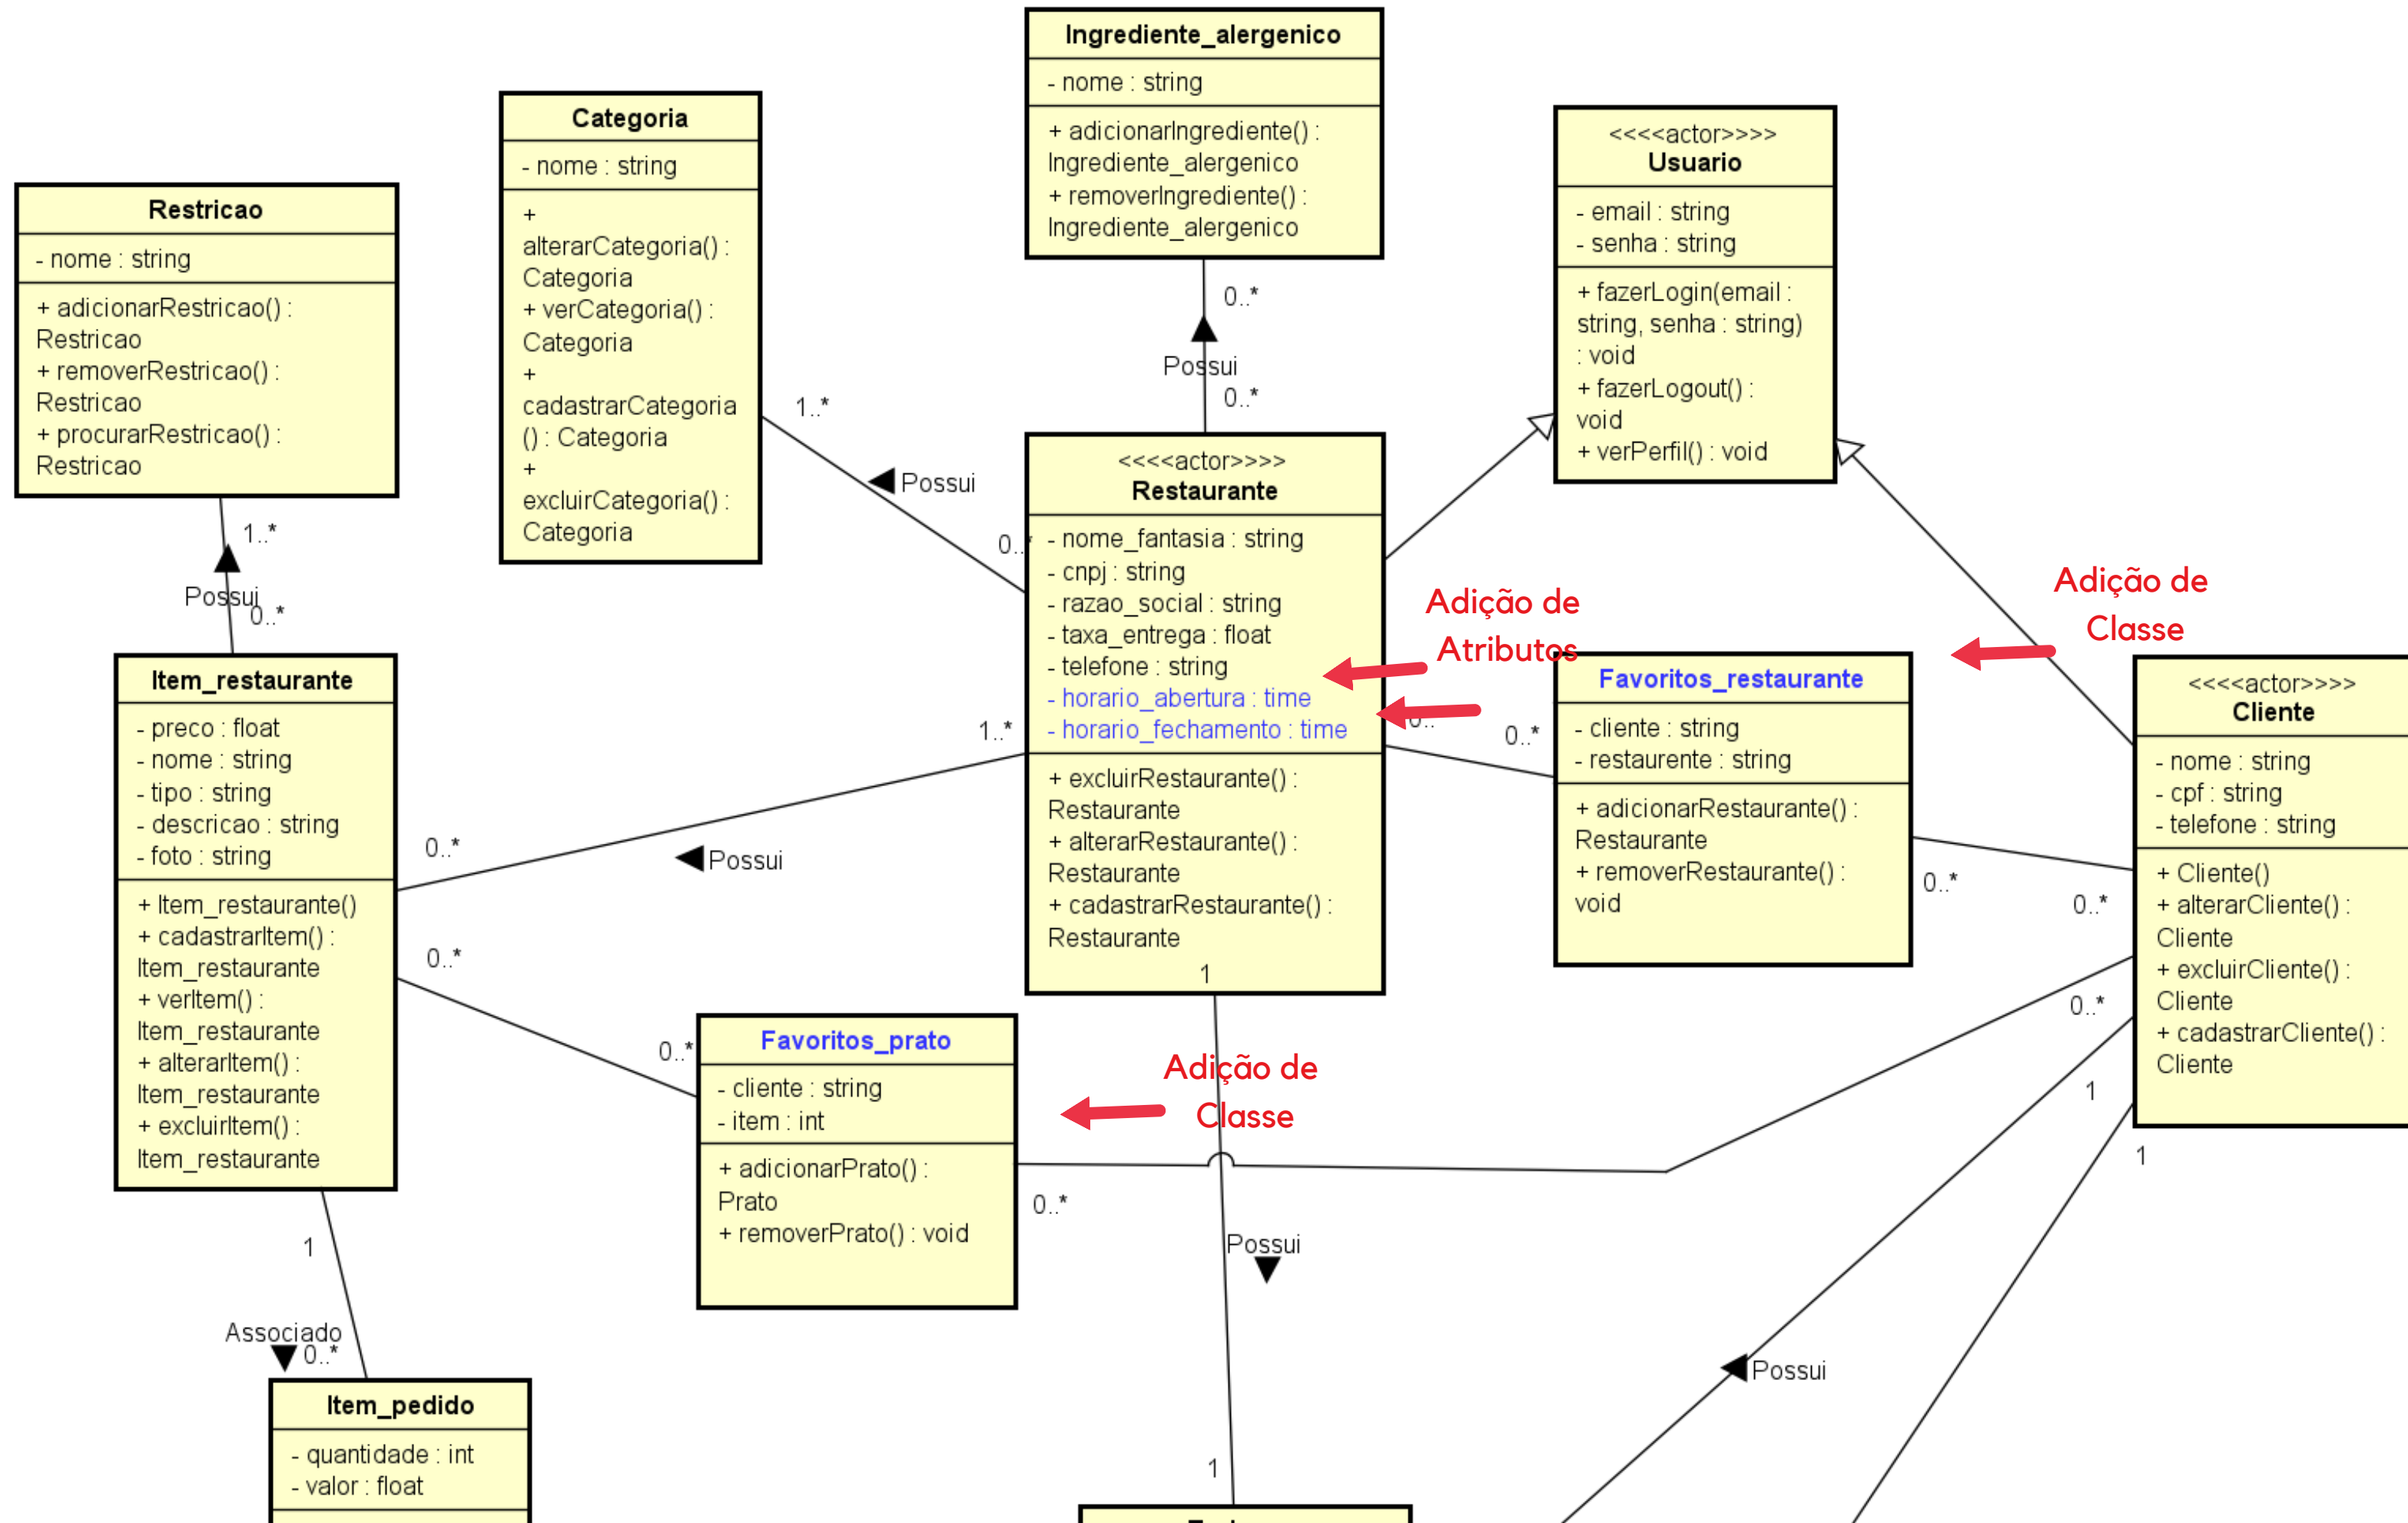 Ingrediente_alergenico
- nome : string
+ adicionarIngrediente() :
Ingrediente_alergenico
+ removerIngrediente() :
Ingrediente_alergenico
Categoria
- nome : string
+
alterarCategoria() :
Categoria
+ verCategoria() :
Categoria
+
cadastrarCategoria
() : Categoria
+
excluirCategoria() :
Categoria
<<<<actor>>>>
Usuario
- email : string
- senha : string
+ fazerLogin(email :
string, senha : string)
: void
+ fazerLogout() :
void
+ verPerfil() : void
Restricao
- nome : string
+ adicionarRestricao() :
Restricao
+ removerRestricao() :
Restricao
+ procurarRestricao() :
Restricao
0..*
Possui
0..*
1..*
Possui
0..*
1..*
Possui
0..*
<<<<actor>>>>
Restaurante
- nome_fantasia : string
- cnpj : string
- razao_social : string
- taxa_entrega : float
- telefone : string
- horario_abertura : time
- horario_fechamento : time
+ excluirRestaurante() :
Restaurante
+ alterarRestaurante() :
Restaurante
+ cadastrarRestaurante() :
Restaurante
1
Adição de
Atributos
Adição de
Classe
Item_restaurante
- preco : float
- nome : string
- tipo : string
- descricao : string
- foto : string
+ Item_restaurante()
+ cadastrarItem() :
Item_restaurante
+ verItem() :
Item_restaurante
+ alterarItem() :
Item_restaurante
+ excluirItem() :
Item_restaurante
1..*
0..*
Possui
0..
0..*
Favoritos_restaurante
- cliente : string
- restaurente : string
+ adicionarRestaurante() :
Restaurante
+ removerRestaurante() :
void
0..*
0..*
<<<<actor>>>>
Cliente
- nome : string
- cpf : string
- telefone : string
+ Cliente()
+ alterarCliente() :
Cliente
+ excluirCliente() :
Cliente
+ cadastrarCliente() :
Cliente
0..*
1
1
0..*
0..*
Favoritos_prato
- cliente : string
- item : int
+ adicionarPrato() :
Prato
+ removerPrato() : void
Adição de
Classe
0..*
Possui
1
Possui
1
Associado
0..*
Item_pedido
- quantidade : int
- valor : float